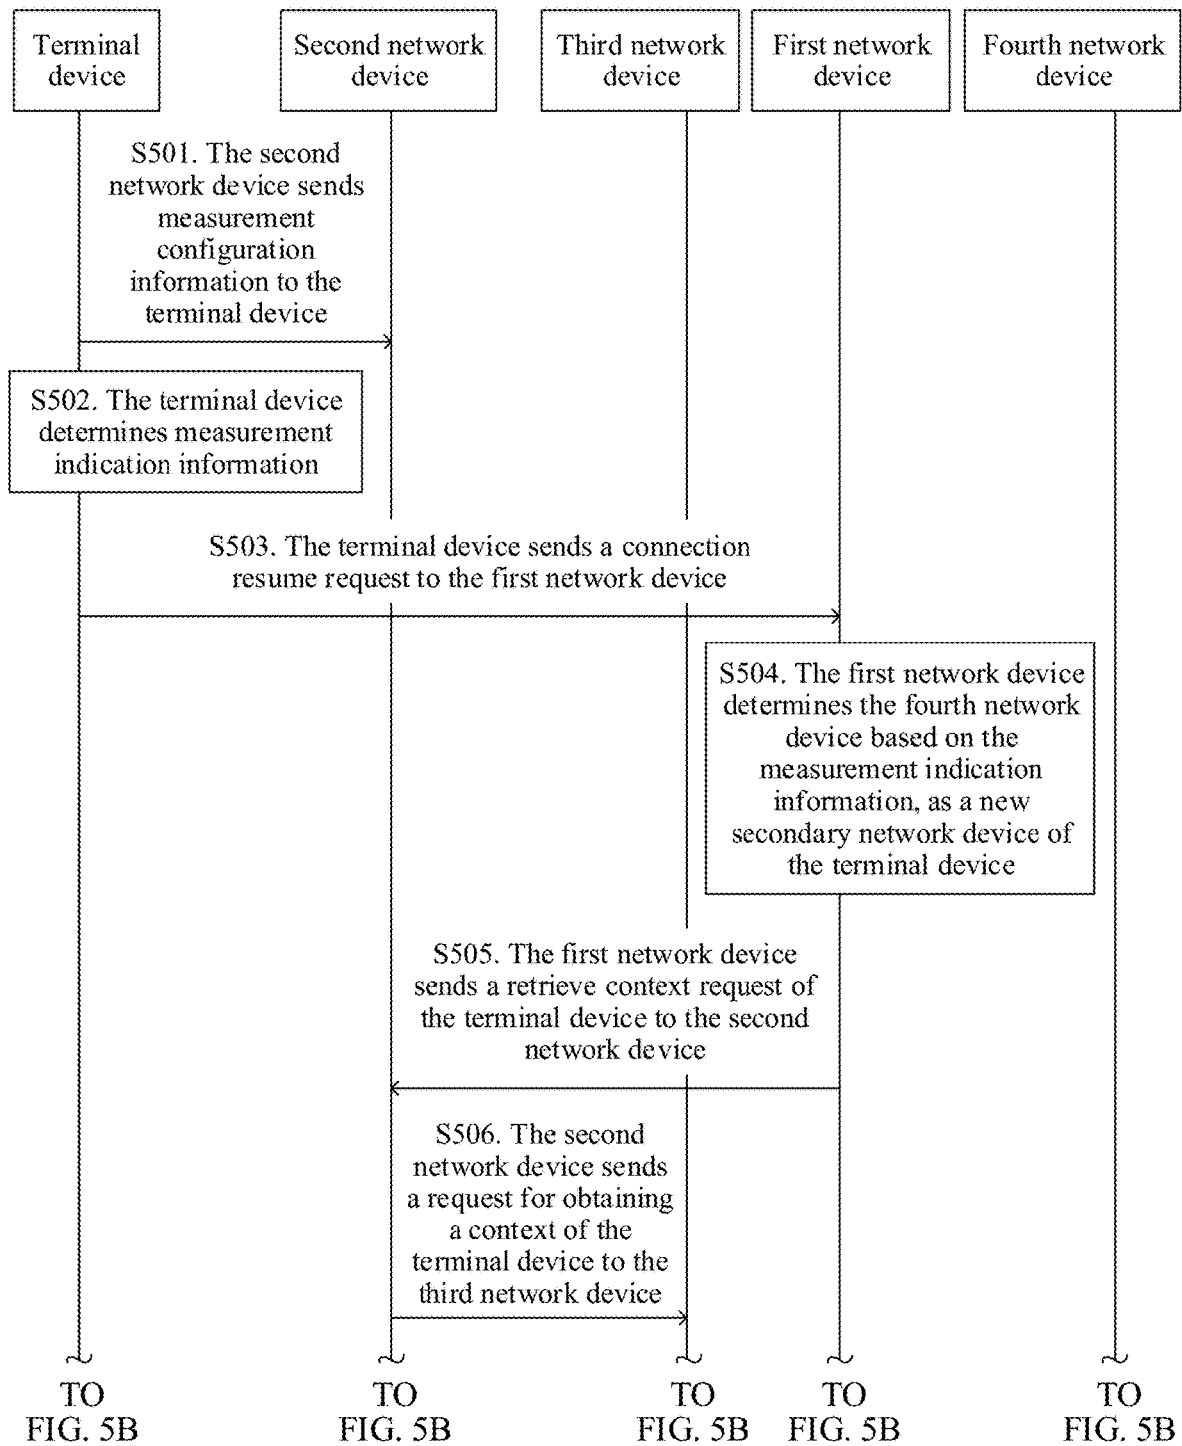 Terminal
device
Second network
device
Third network
device
First network
device
Fourth network
device
S501. The second
network device sends
measurement
configuration
information to the
terminal device
S502. The terminal device
determines measurement
indication information
S503. The terminal device sends a connection
resume request to the first network device
S504. The first network device
determines the fourth network
device based on the
measurement indication
information, as a new
secondary network device of
the terminal device
S505. The first network device
sends a retrieve context request of
the terminal device to the second
network device
S506. The second
network device sends
a request for obtaining
a context of the
terminal device to the
third network device
TO
FIG. 5B
TO
FIG. 5B
TO
FIG. 5B
TO
FIG. 5B
TO
FIG. 5B